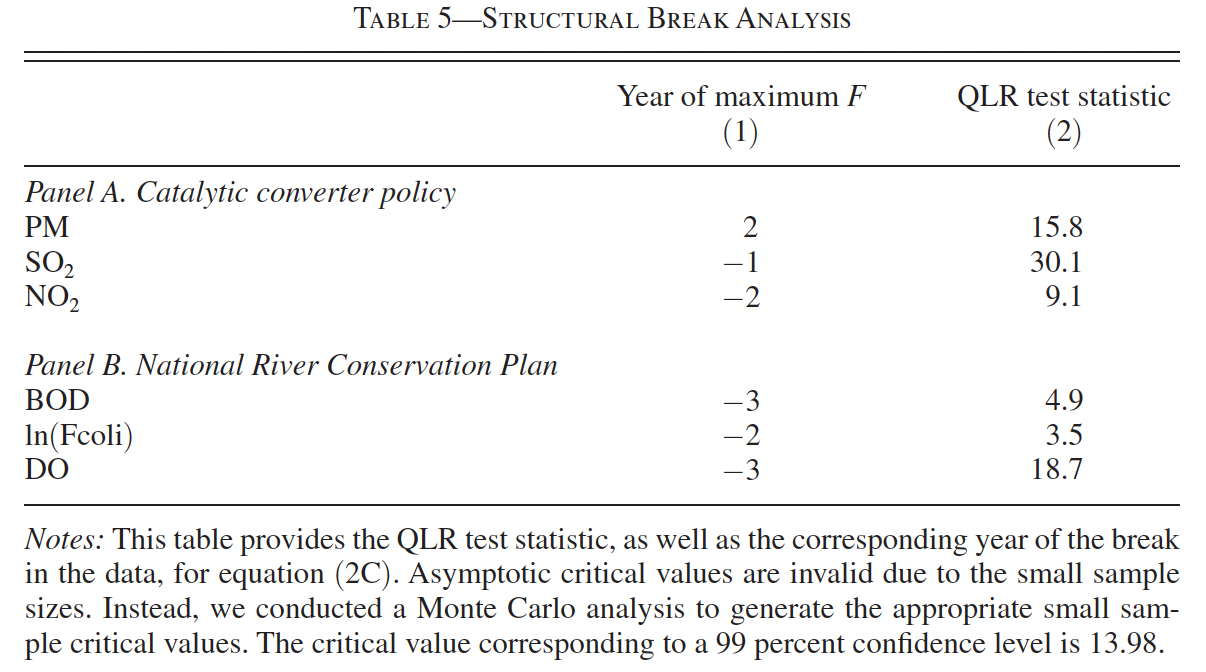 TABLE 5—STRUCTURAL BREAK ANALYSIS
Year of maximum F QLR test statistic
(1) (2)
Panel A. Catalytic converter policy
PM 2 15.8
SO₂ −1 30.1
NO₂ −2 9.1
Panel B. National River Conservation Plan
BOD −3 4.9
ln(Fcoli) −2 3.5
DO −3 18.7
Notes: This table provides the QLR test statistic, as well as the corresponding year of the break
in the data, for equation (2C). Asymptotic critical values are invalid due to the small sample
sizes. Instead, we conducted a Monte Carlo analysis to generate the appropriate small sam-
ple critical values. The critical value corresponding to a 99 percent confidence level is 13.98.